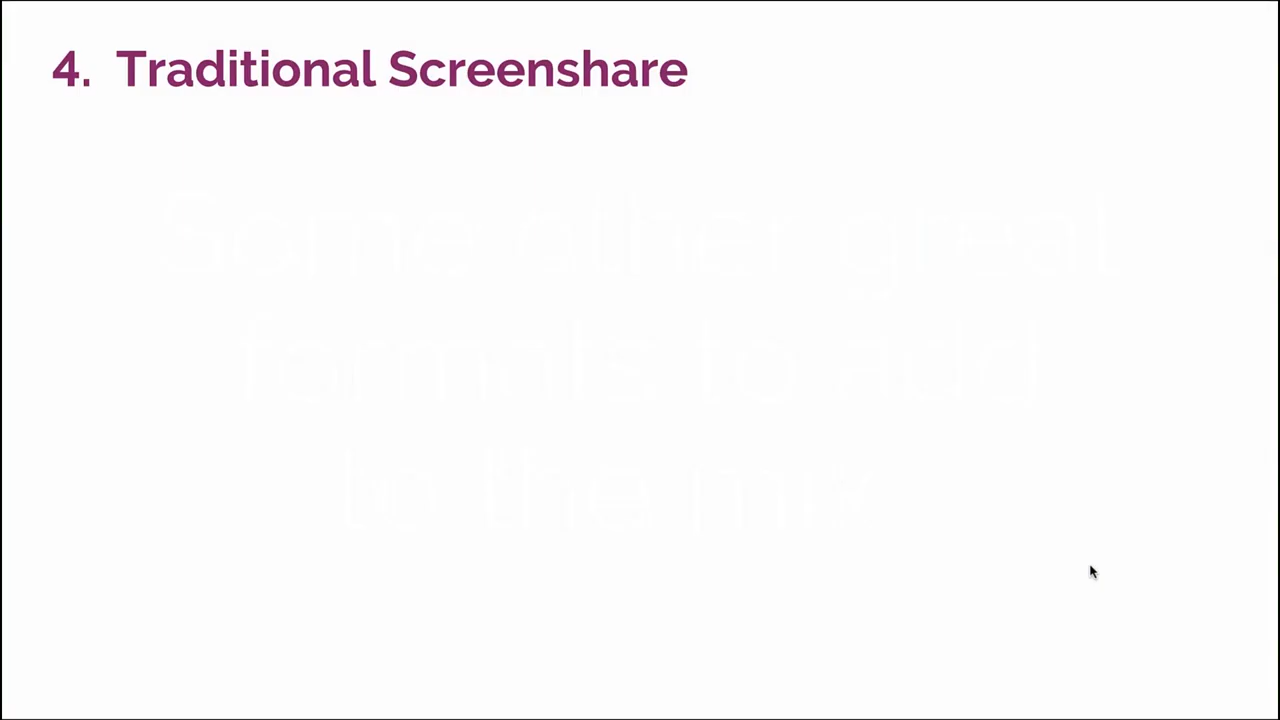 4. Traditional Screenshare
Some other great
formats to add
to the mix